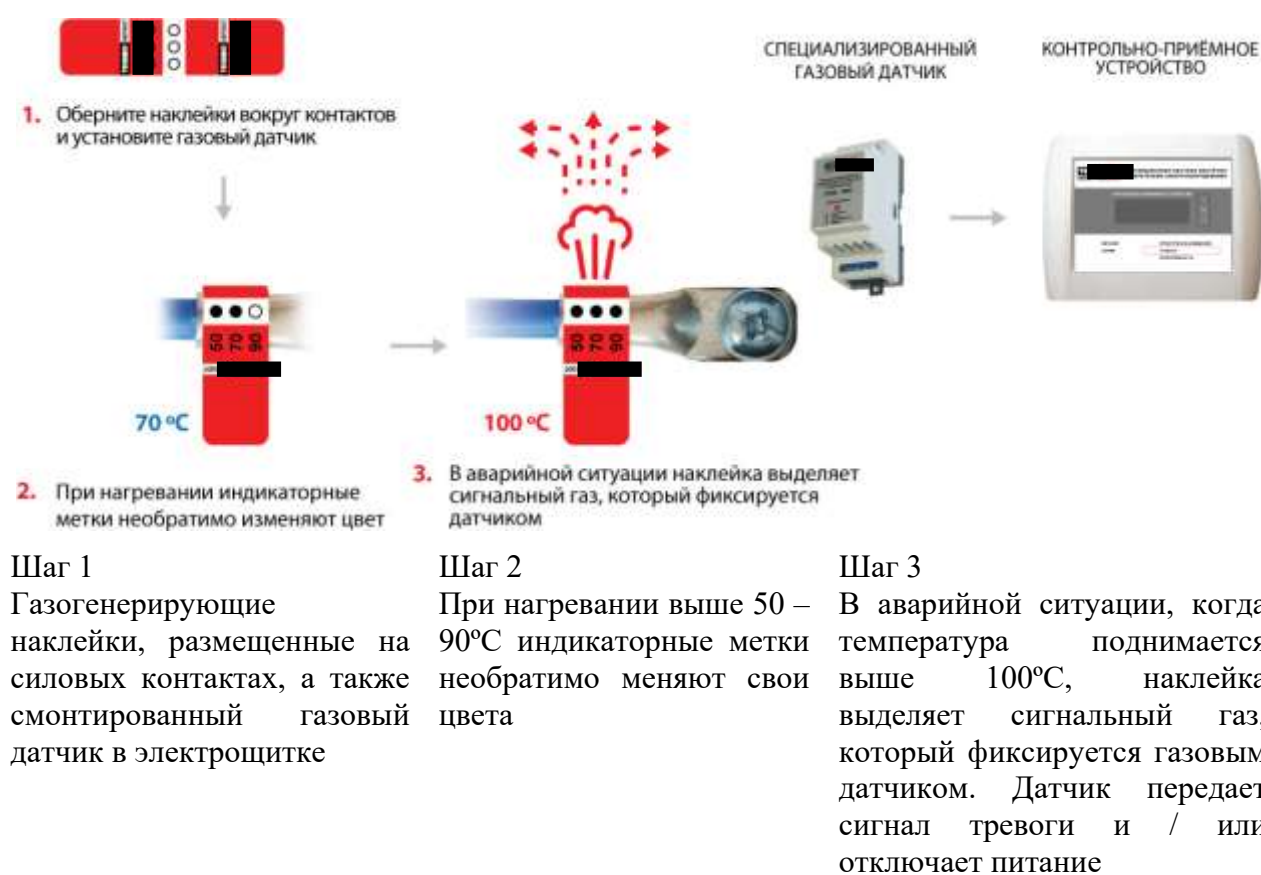 СПЕЦИАЛИЗИРОВАННЫЙ
ГАЗОВЫЙ ДАТЧИК
КОНТРОЛЬНО-ПРИЁМНОЕ
УСТРОЙСТВО
1. Оберните наклейки вокруг контактов
и установите газовый датчик
50 70 90
70 ºC
50 70 90
100 ºC
2. При нагревании индикаторные
метки необратимо изменяют цвет
3. В аварийной ситуации наклейка выделяет
сигнальный газ, который фиксируется
датчиком
Шаг 1
Газогенерирующие
наклейки, размещенные на
силовых контактах, а также
смонтированный газовый
датчик в электрощитке
Шаг 2
При нагревании выше 50 –
90ºС индикаторные метки
необратимо меняют свои
цвета
Шаг 3
В аварийной ситуации, когда
температура поднимается
выше 100ºС, наклейка
выделяет сигнальный газ,
который фиксируется газовым
датчиком. Датчик передает
сигнал тревоги и / или
отключает питание